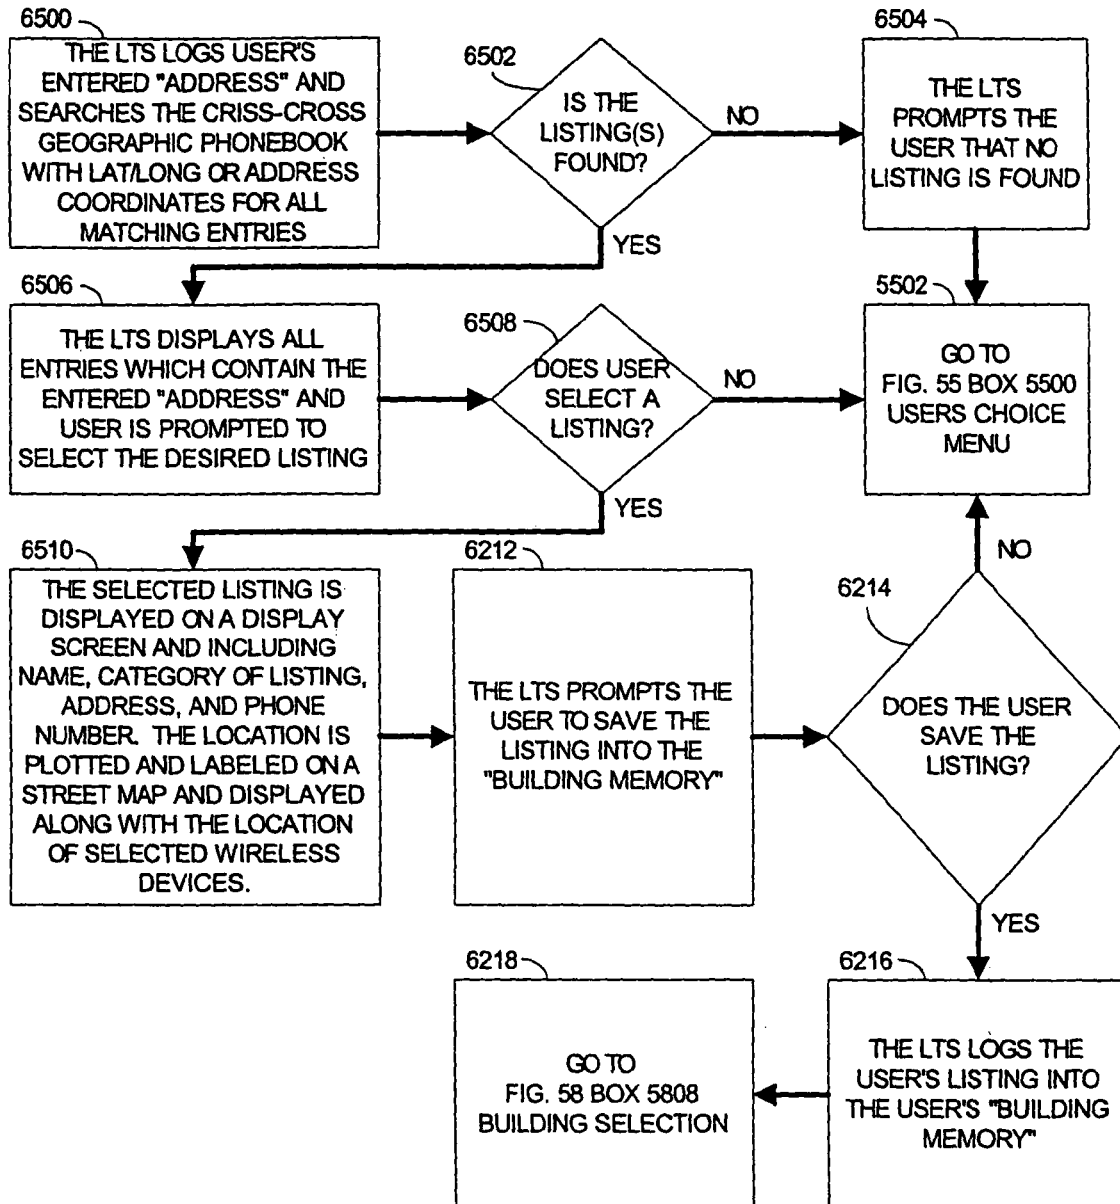 6500
THE LTS LOGS USER'S
ENTERED "ADDRESS" AND
SEARCHES THE CRISS-CROSS
GEOGRAPHIC PHONEBOOK
WITH LAT/LONG OR ADDRESS
COORDINATES FOR ALL
MATCHING ENTRIES
6502
IS THE
LISTING(S)
FOUND?
NO
YES
6504
THE LTS
PROMPTS THE
USER THAT NO
LISTING IS FOUND
6506
THE LTS DISPLAYS ALL
ENTRIES WHICH CONTAIN THE
ENTERED "ADDRESS" AND
USER IS PROMPTED TO
SELECT THE DESIRED LISTING
6508
DOES USER
SELECT A
LISTING?
NO
YES
5502
GO TO
FIG. 55 BOX 5500
USERS CHOICE
MENU
6510
THE SELECTED LISTING IS
DISPLAYED ON A DISPLAY
SCREEN AND INCLUDING
NAME, CATEGORY OF LISTING,
ADDRESS, AND PHONE
NUMBER. THE LOCATION IS
PLOTTED AND LABELED ON A
STREET MAP AND DISPLAYED
ALONG WITH THE LOCATION
OF SELECTED WIRELESS
DEVICES.
6212
THE LTS PROMPTS THE
USER TO SAVE THE
LISTING INTO THE
"BUILDING MEMORY"
6214
DOES THE USER
SAVE THE
LISTING?
NO
YES
6218
GO TO
FIG. 58 BOX 5808
BUILDING SELECTION
6216
THE LTS LOGS THE
USER'S LISTING INTO
THE USER'S "BUILDING
MEMORY"